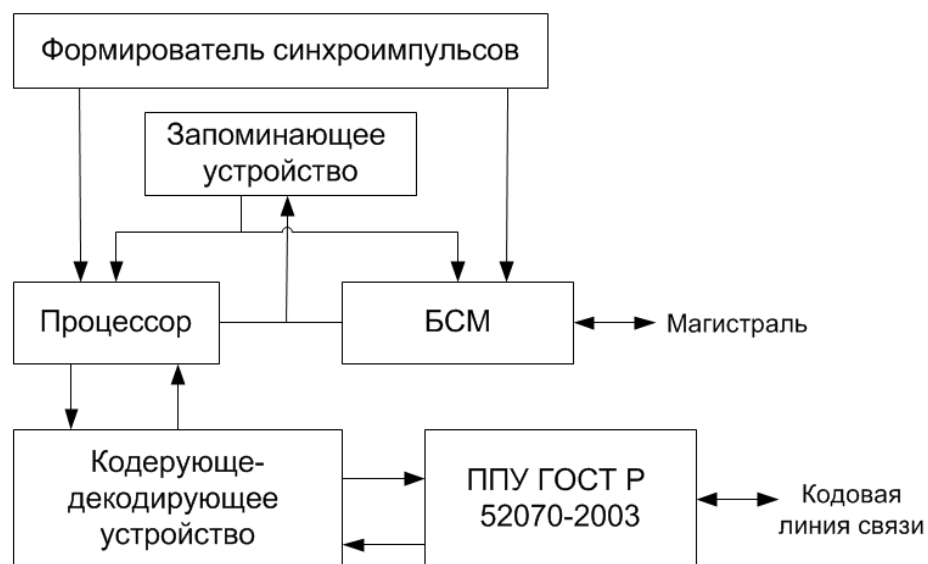 Формирователь синхроимпульсов
Запоминающее
устройство
Процессор
БСМ
Магистраль
Кодерующе-
декодирующее
устройство
ППУ ГОСТ Р
52070-2003
Кодовая
линия связи